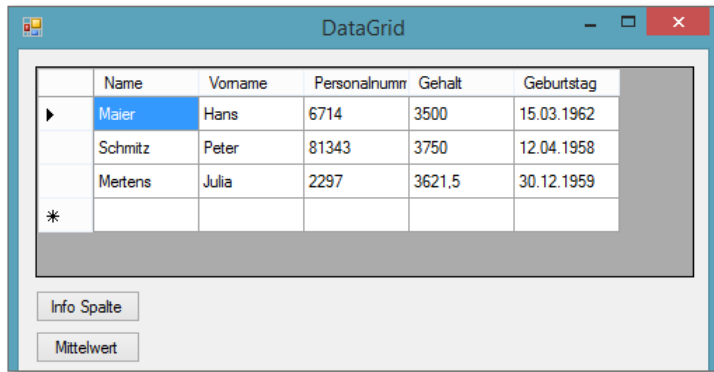 DataGrid
Name Vorname Personalnumm Gehalt Geburtstag
Maier Hans 6714 3500 15.03.1962
Schmitz Peter 81343 3750 12.04.1958
Mertens Julia 2297 3621,5 30.12.1959
Info Spalte
Mittelwert